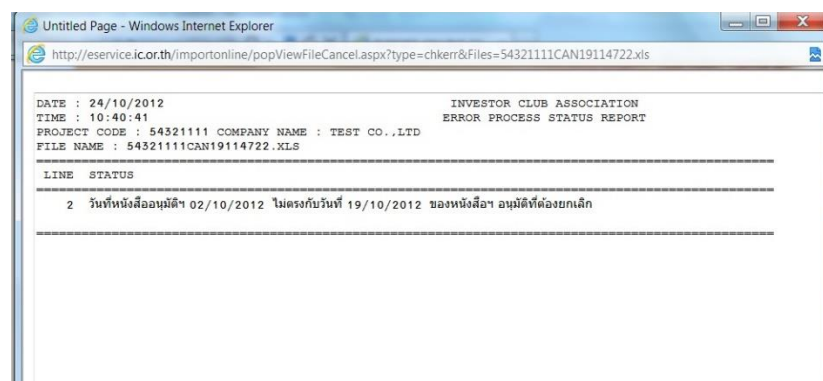 Untitled Page - Windows Internet Explorer
http://eservice.ic.or.th/importonline/popViewFileCancel.aspx?type=chkerr&Files=54321111CAN19114722.xls
DATE : 24/10/2012 INVESTOR CLUB ASSOCIATION
TIME : 10:40:41 ERROR PROCESS STATUS REPORT
PROJECT CODE : 54321111 COMPANY NAME : TEST CO.,LTD
FILE NAME : 54321111CAN19114722.XLS
LINE STATUS
2 วันที่หนังสืออนุมัติฯ 02/10/2012 ไม่ตรงกับวันที่ 19/10/2012 ของหนังสือฯ อนุมัติที่ต้องยกเลิก